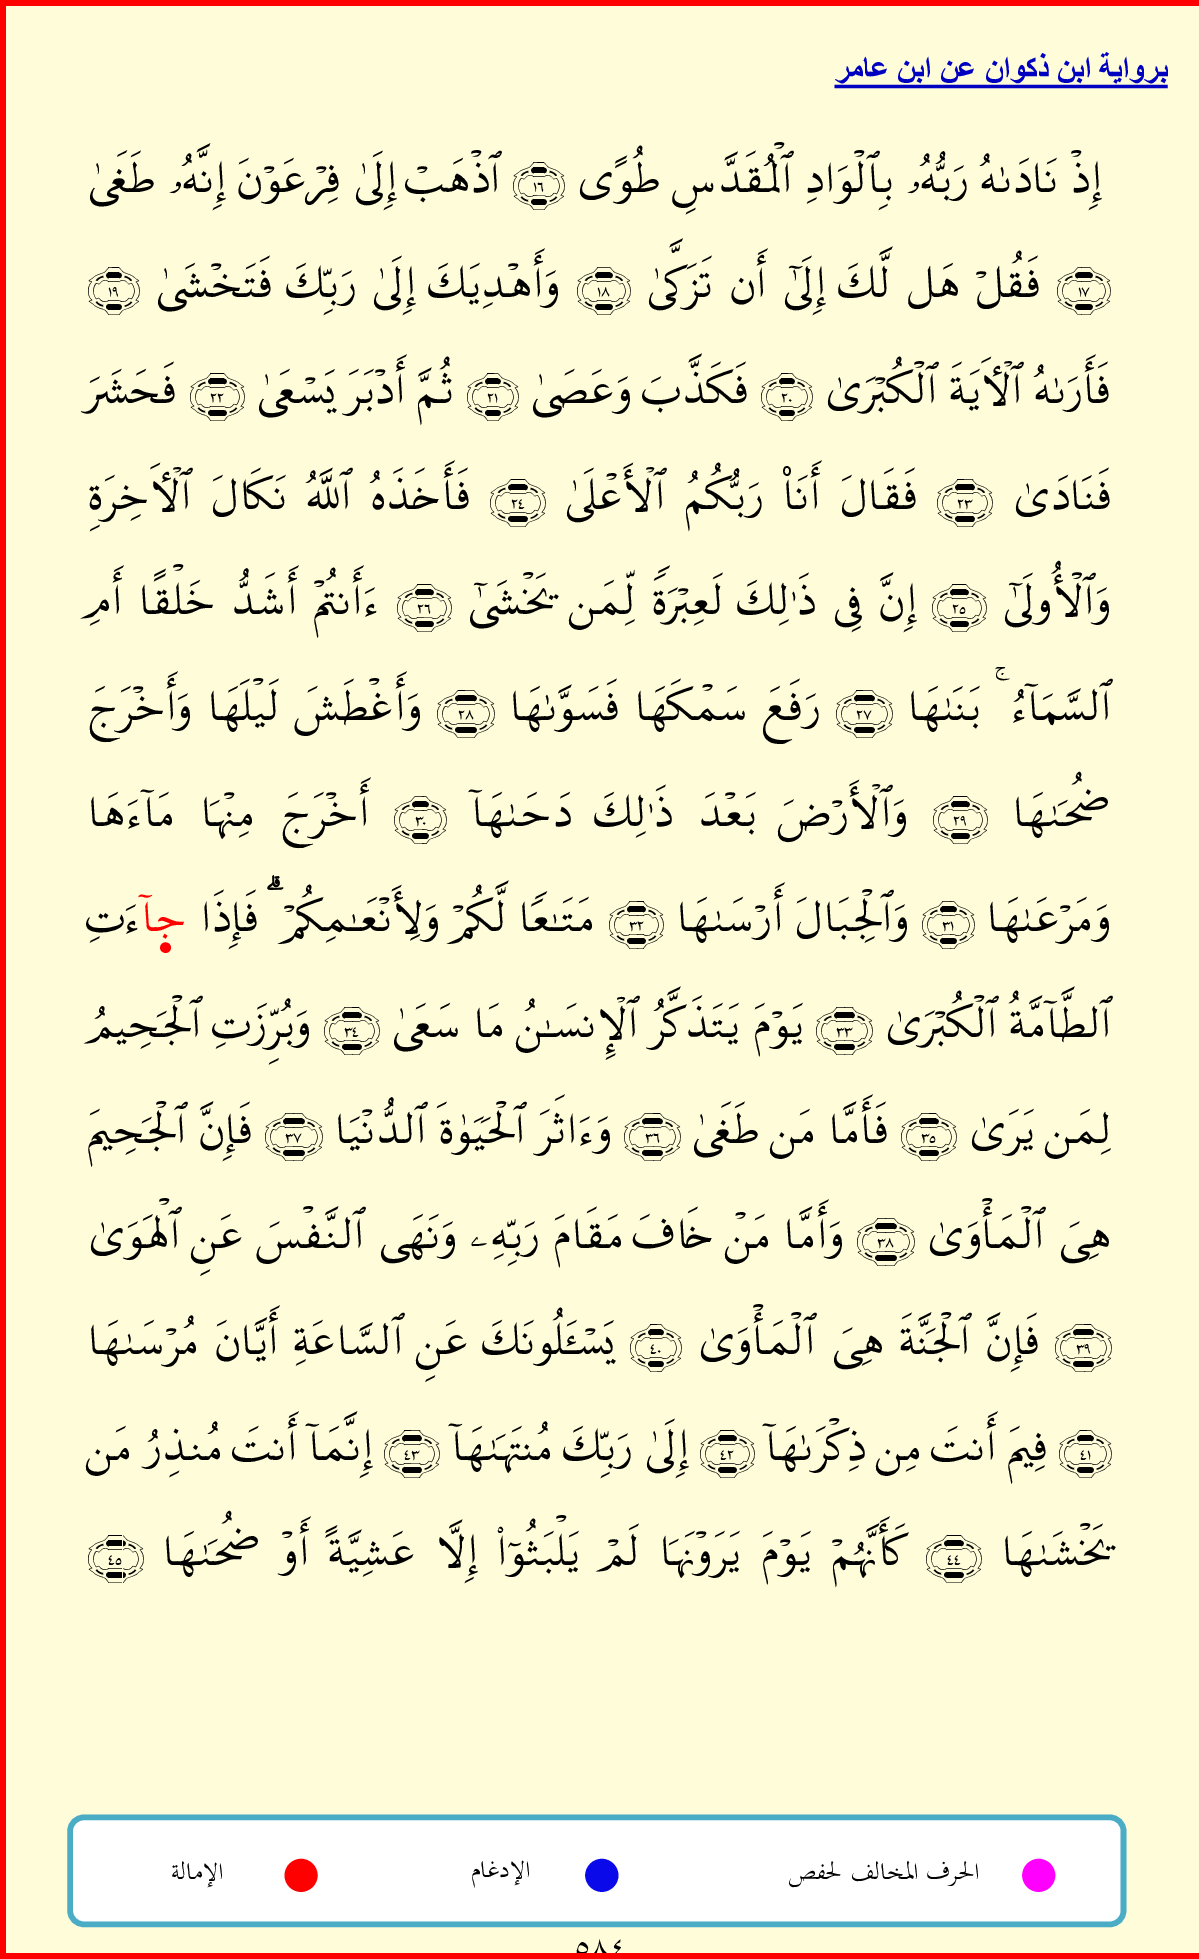 برواية ابن ذكوان عن ابن عامر
إِذۡ نَادَىٰهُ رَبُّهُۥ بِٱلۡوَادِ ٱلۡمُقَدَّسِ طُوًى ١٦ ٱذۡهَبۡ إِلَىٰ فِرۡعَوۡنَ إِنَّهُۥ طَغَىٰ
١٧ فَقُلۡ هَل لَّكَ إِلَىٰٓ أَن تَزَكَّىٰ ١٨ وَأَهۡدِيَكَ إِلَىٰ رَبِّكَ فَتَخۡشَىٰ ١٩
فَأَرَىٰهُ ٱلۡأٓيَةَ ٱلۡكُبۡرَىٰ ٢٠ فَكَذَّبَ وَعَصَىٰ ٢١ ثُمَّ أَدۡبَرَ يَسۡعَىٰ ٢٢ فَحَشَرَ
فَنَادَىٰ ٢٣ فَقَالَ أَنَا۠ رَبُّكُمُ ٱلۡأَعۡلَىٰ ٢٤ فَأَخَذَهُ ٱللَّهُ نَكَالَ ٱلۡأٓخِرَةِ
وَٱلۡأُولَىٰٓ ٢٥ إِنَّ فِي ذَٰلِكَ لَعِبۡرَةٗ لِّمَن يَخۡشَىٰٓ ٢٦ ءَأَنتُمۡ أَشَدُّ خَلۡقًا أَمِ
ٱلسَّمَآءُۚ بَنَىٰهَا ٢٧ رَفَعَ سَمۡكَهَا فَسَوَّىٰهَا ٢٨ وَأَغۡطَشَ لَيۡلَهَا وَأَخۡرَجَ
ضُحَىٰهَا ٢٩ وَٱلۡأَرۡضَ بَعۡدَ ذَٰلِكَ دَحَىٰهَآ ٣٠ أَخۡرَجَ مِنۡهَا مَآءَهَا
وَمَرۡعَىٰهَا ٣١ وَٱلۡجِبَالَ أَرۡسَىٰهَا ٣٢ مَتَٰعٗا لَّكُمۡ وَلِأَنۡعَٰمِكُمۡۗ فَإِذَا جِآءَتِ
ٱلطَّآمَّةُ ٱلۡكُبۡرَىٰ ٣٣ يَوۡمَ يَتَذَكَّرُ ٱلۡإِنسَٰنُ مَا سَعَىٰ ٣٤ وَبُرِّزَتِ ٱلۡجَحِيمُ
لِمَن يَرَىٰ ٣٥ فَأَمَّا مَن طَغَىٰ ٣٦ وَءَاثَرَ ٱلۡحَيَوٰةَ ٱلدُّنۡيَا ٣٧ فَإِنَّ ٱلۡجَحِيمَ
هِيَ ٱلۡمَأۡوَىٰ ٣٨ وَأَمَّا مَنۡ خَافَ مَقَامَ رَبِّهِۦ وَنَهَى ٱلنَّفۡسَ عَنِ ٱلۡهَوَىٰ
٣٩ فَإِنَّ ٱلۡجَنَّةَ هِيَ ٱلۡمَأۡوَىٰ ٤٠ يَسۡـَٔلُونَكَ عَنِ ٱلسَّاعَةِ أَيَّانَ مُرۡسَىٰهَا
٤١ فِيمَ أَنتَ مِن ذِكۡرَىٰهَآ ٤٢ إِلَىٰ رَبِّكَ مُنتَهَىٰهَآ ٤٣ إِنَّمَآ أَنتَ مُنذِرُ مَن
يَخۡشَىٰهَا ٤٤ كَأَنَّهُمۡ يَوۡمَ يَرَوۡنَهَا لَمۡ يَلۡبَثُوٓاْ إِلَّا عَشِيَّةً أَوۡ ضُحَىٰهَا ٤٥
الحرف المخالف لحفص الإدغام الإمالة
٥٨٤